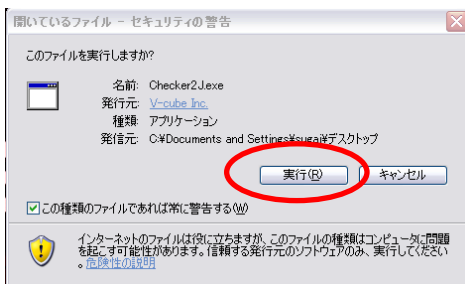 開いているファイル - セキュリティの警告
このファイルを実行しますか?
名前: Checker2J.exe
発行元: V-cube Inc.
種類: アプリケーション
発信元: C:¥Documents and Settings¥sugai¥デスクトップ
実行(R) キャンセル
この種類のファイルであれば常に警告する(W)
インターネットのファイルは役に立ちますが、このファイルの種類はコンピュータに問題
を起こす可能性があります。信頼する発行元のソフトウェアのみ、実行してください
。危険性の説明